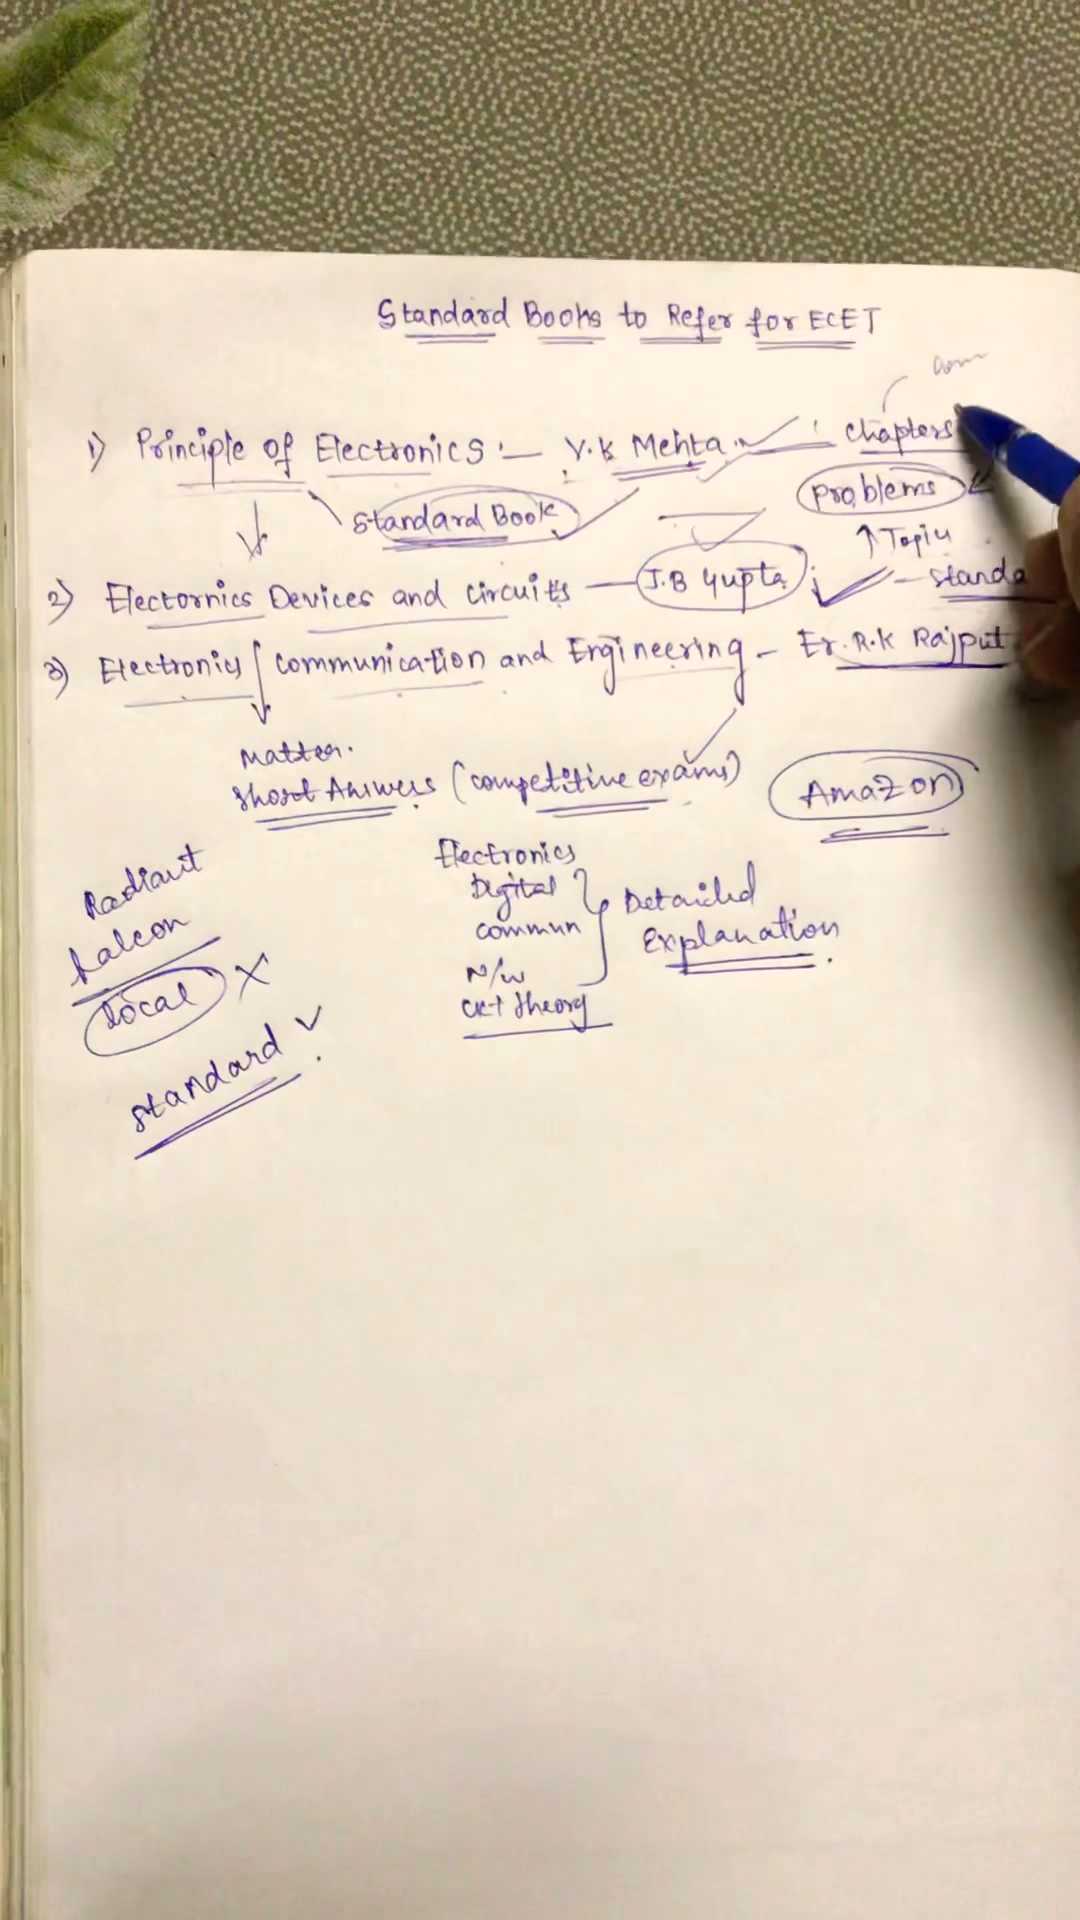 Standard Books to Refer for ECET
1) Principle of Electronics :- V.K Mehta. : chapters
problems
Standard Book
↑ Topic
2) Electornics Devices and circuits - J.B Gupta. - standa
3) Electronics communication and Engineering - Er. R.K Rajput
Matter.
Short Answers (competitive exams)
Amazon
Electronics
Digital
commun
N/w
ckt theory
Detailed
Explanation.
Radiant
falcon
local X
standard ✓